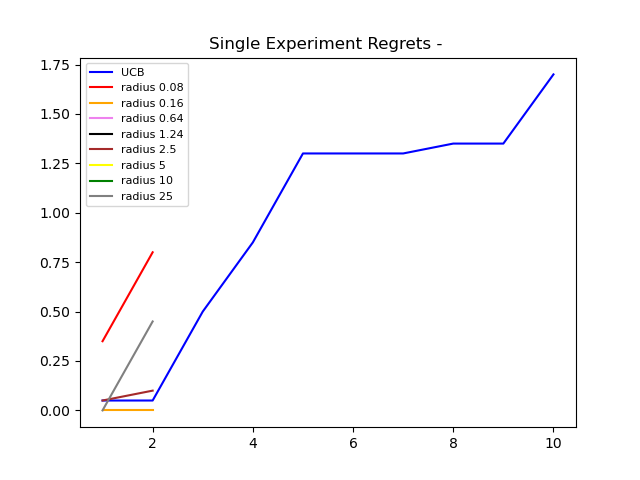 Single Experiment Regrets -
1.75
1.50
1.25
1.00
0.75
0.50
0.25
0.00
UCB
radius 0.08
radius 0.16
radius 0.64
radius 1.24
radius 2.5
radius 5
radius 10
radius 25
2
4
6
8
10